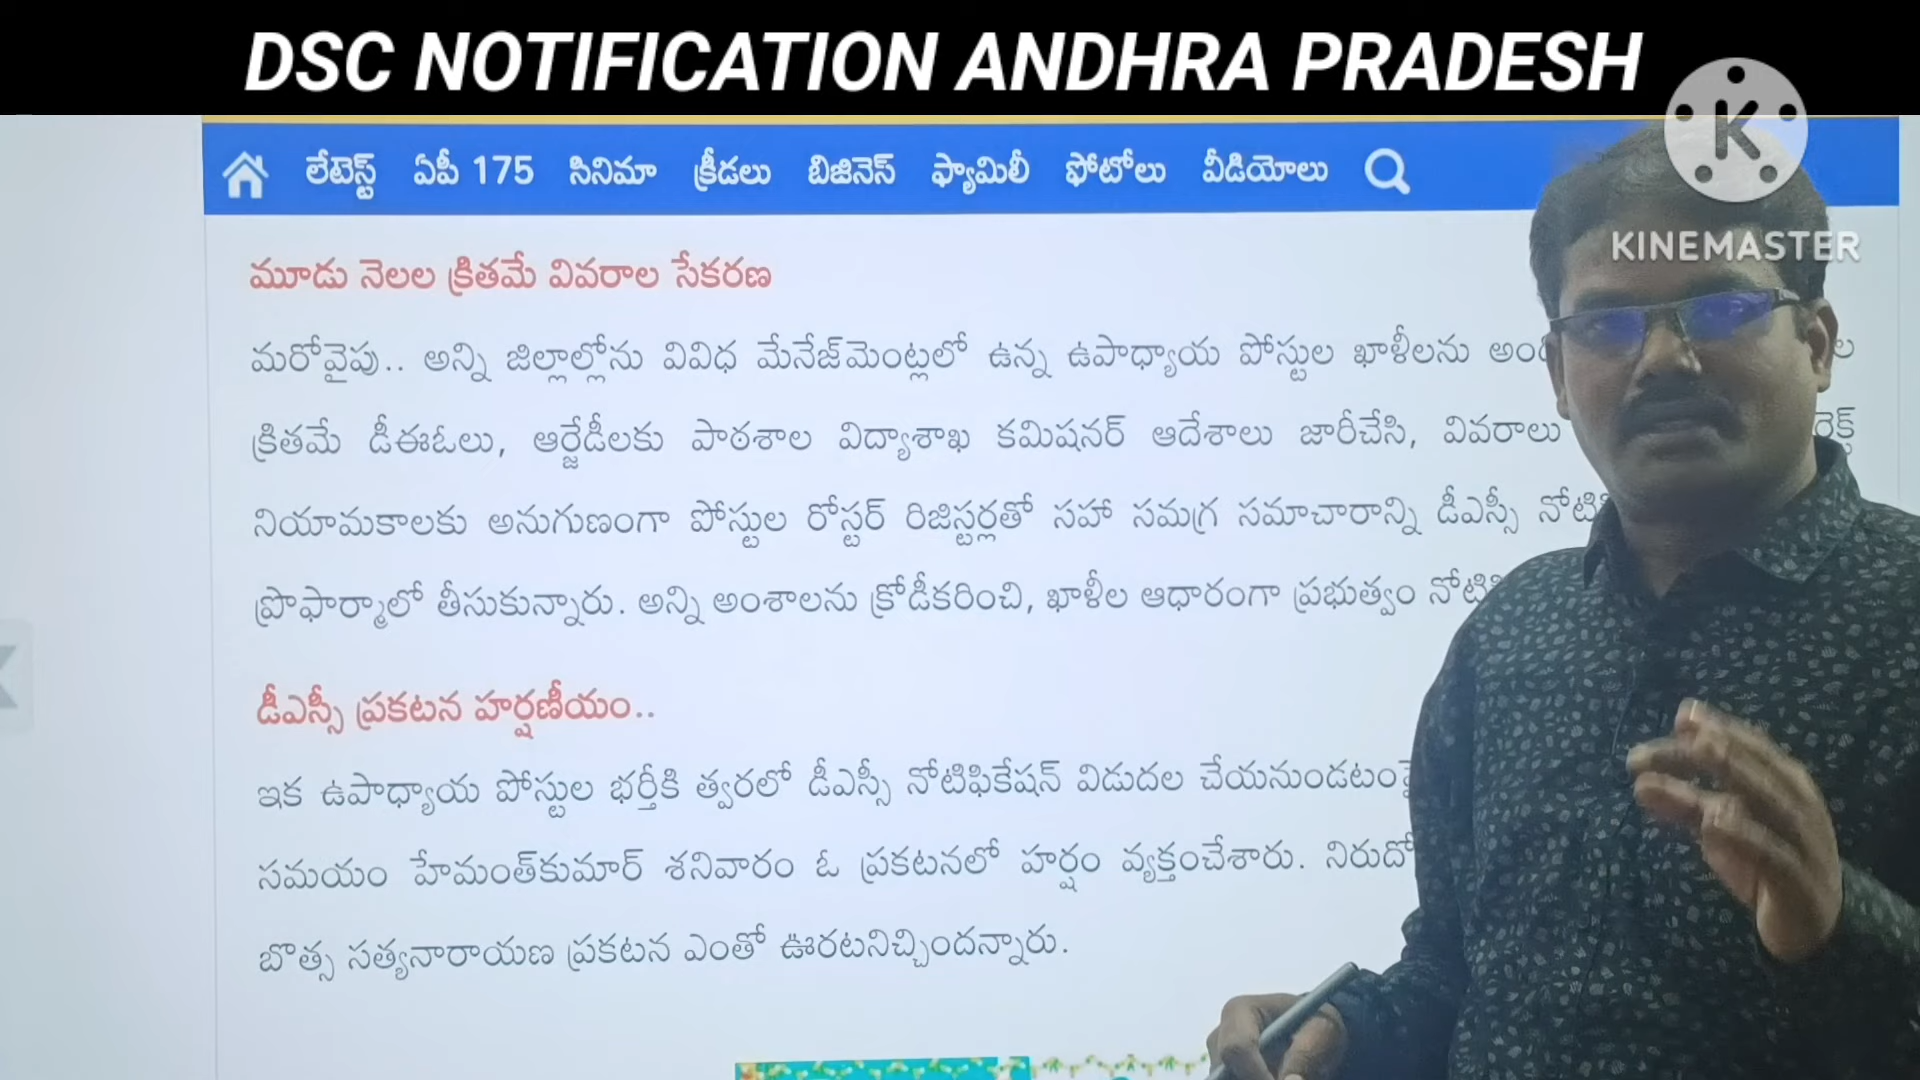 DSC NOTIFICATION ANDHRA PRADESH
K
KINEMASTER
లేటెస్ట్ ఏపీ 175 సినిమా క్రీడలు బిజినెస్ ఫ్యామిలీ ఫోటోలు వీడియోలు
మూడు నెలల క్రితమే వివరాల సేకరణ
మరోవైపు.. అన్ని జిల్లాల్లోను వివిధ మేనేజ్‌మెంట్లలో ఉన్న ఉపాధ్యాయ పోస్టుల ఖాళీలను
క్రితమే డీఈఓలు, ఆర్జేడీలకు పాఠశాల విద్యాశాఖ కమిషనర్ ఆదేశాలు జారీచేసి, వివరాలు
నియామకాలకు అనుగుణంగా పోస్టుల రోస్టర్ రిజిస్టర్లతో సహా సమగ్ర సమాచారాన్ని డీఎస్సీ
ప్రొఫార్మాలో తీసుకున్నారు. అన్ని అంశాలను క్రోడీకరించి, ఖాళీల ఆధారంగా ప్రభుత్వం
డీఎస్సీ ప్రకటన హర్షణీయం..
ఇక ఉపాధ్యాయ పోస్టుల భర్తీకి త్వరలో డీఎస్సీ నోటిఫికేషన్ విడుదల
సమయం హేమంత్‌కుమార్ శనివారం ఓ ప్రకటనలో హర్షం వ్యక్తంచేశారు.
బొత్స సత్యనారాయణ ప్రకటన ఎంతో ఊరటనిచ్చిందన్నారు.